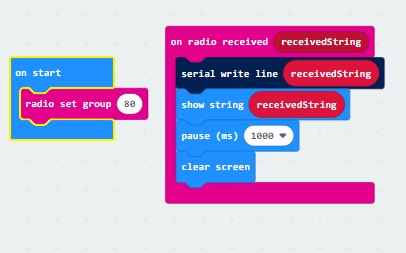 on start
radio set group 80
on radio received receivedString
serial write line receivedString
show string receivedString
pause (ms) 1000
clear screen